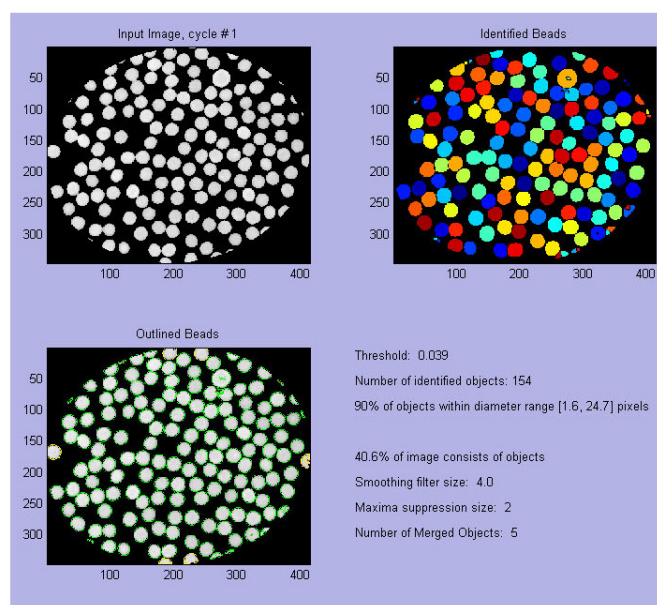 Input Image, cycle #1
50
100
150
200
250
300
100 200 300 400
Identified Beads
50
100
150
200
250
300
100 200 300 400
Outlined Beads
50
100
150
200
250
300
100 200 300 400
Threshold: 0.039
Number of identified objects: 154
90% of objects within diameter range [1.6, 24.7] pixels
40.6% of image consists of objects
Smoothing filter size: 4.0
Maxima suppression size: 2
Number of Merged Objects: 5